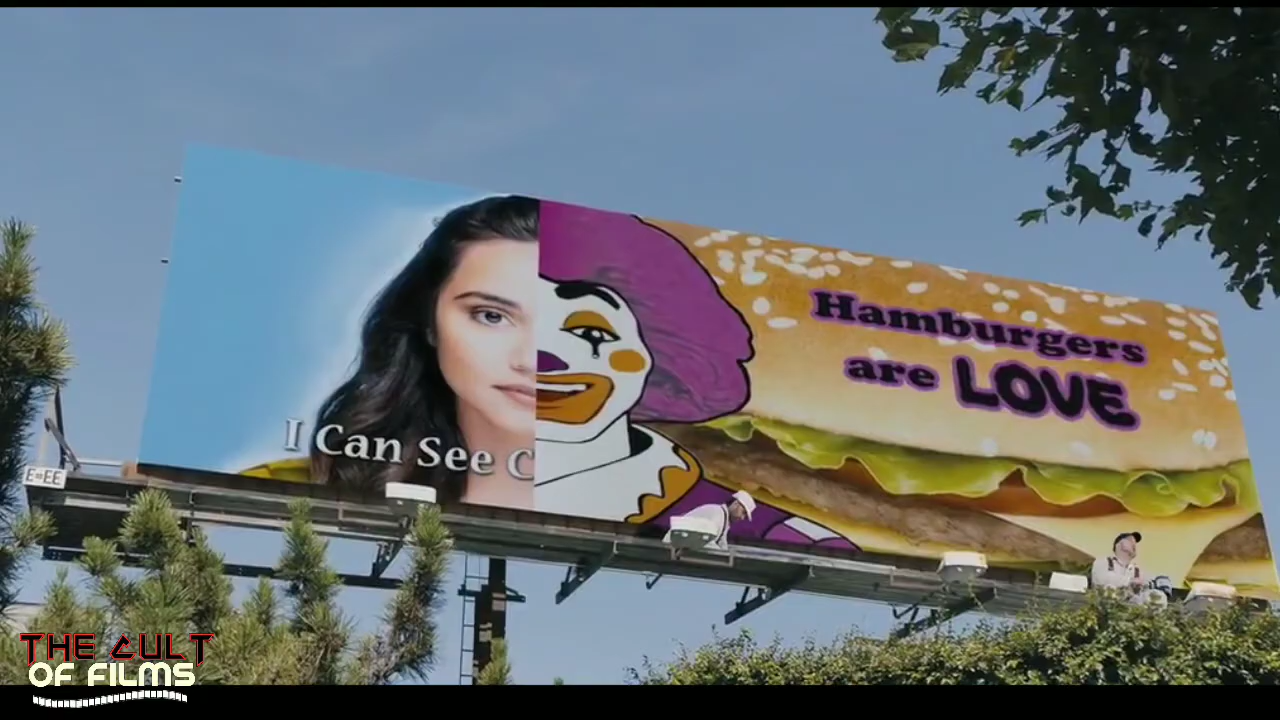 I Can See C
Hamburgers
are LOVE
E=EE
THE CULT
OF FILMS